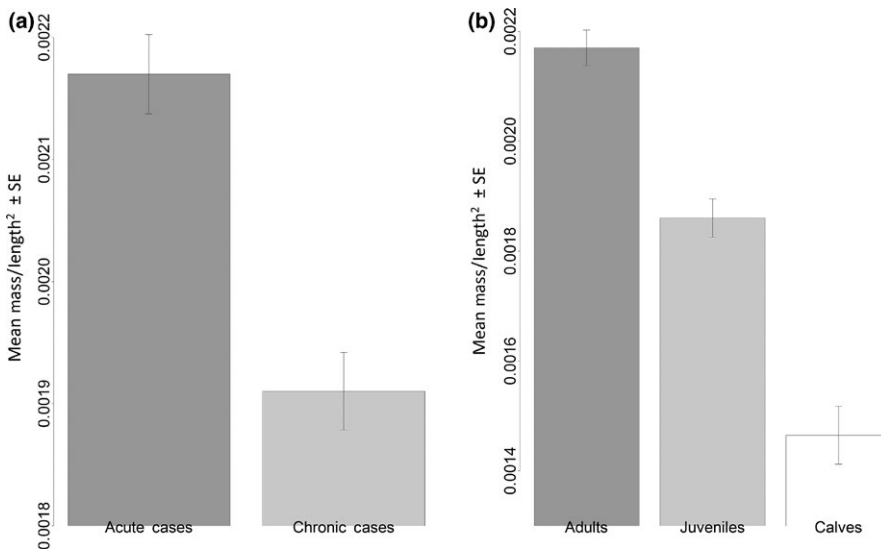 (a)
Mean mass/length² ± SE
0.0022
0.0021
0.0020
0.0019
0.0018
Acute cases
Chronic cases
(b)
Mean mass/length² ± SE
0.0022
0.0020
0.0018
0.0016
0.0014
Adults
Juveniles
Calves